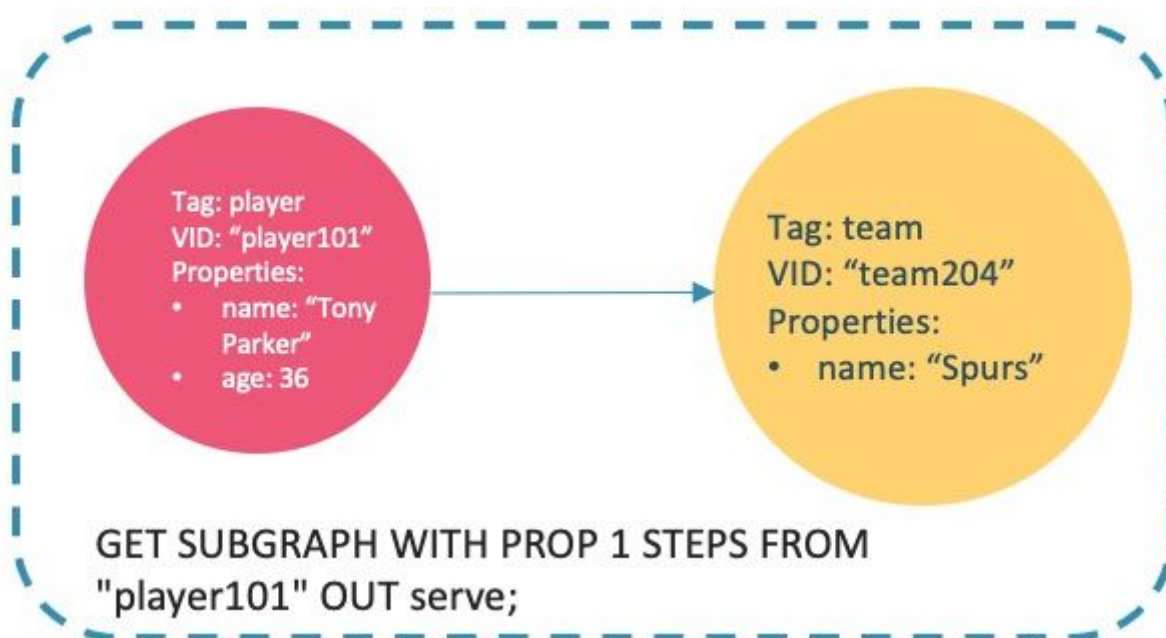 Tag: player
VID: “player101”
Properties:
• name: “Tony
Parker”
• age: 36
Tag: team
VID: “team204”
Properties:
• name: “Spurs”
GET SUBGRAPH WITH PROP 1 STEPS FROM
"player101" OUT serve;